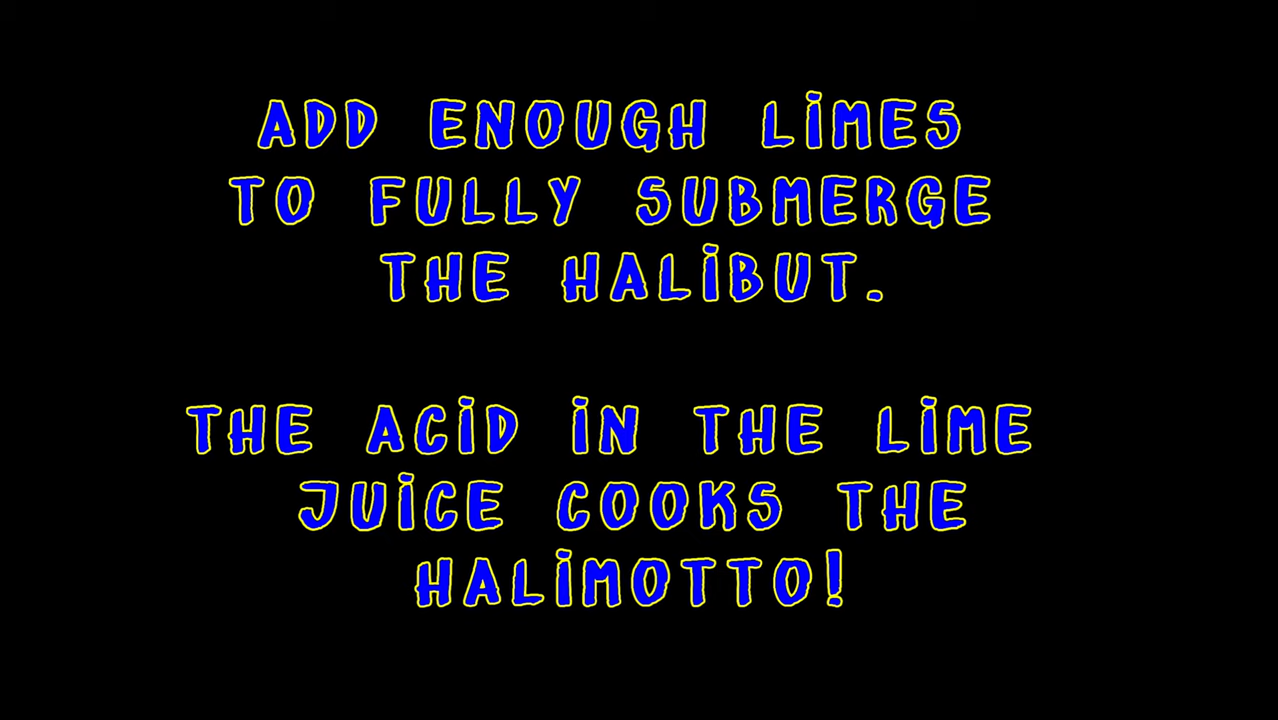 ADD ENOUGH LIMES
TO FULLY SUBMERGE
THE HALIBUT.
THE ACID IN THE LIME
JUICE COOKS THE
HALIMOTTO!